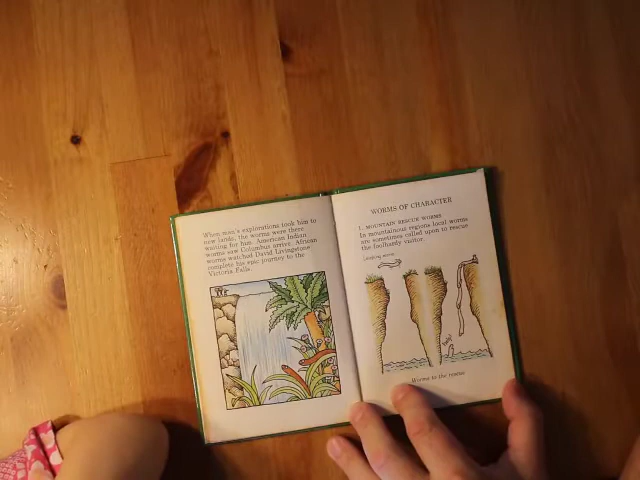 When man's explorations took him to
new lands, the worms were there
waiting for him. American Indian
worms saw Columbus arrive. African
worms watched David Livingstone
complete his epic journey to the
Victoria Falls.
WORMS OF CHARACTER
1. MOUNTAIN RESCUE WORMS
In mountainous regions local worms
are sometimes called upon to rescue
the foolhardy visitor.
Worms to the rescue